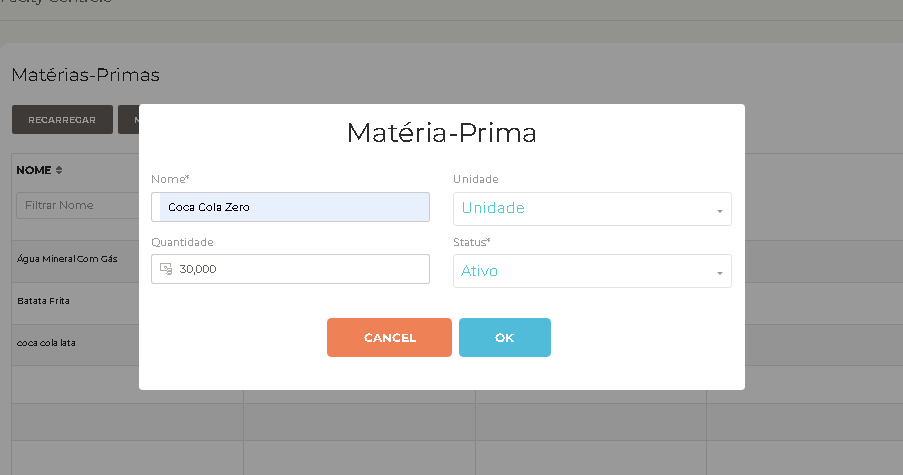 Matérias-Primas
RECARREGAR
Matéria-Prima
NOME
Nome*
Unidade
Coca Cola Zero
Unidade
Filtrar Nome
Quantidade
Status*
Água Mineral Com Gás
30,000
Ativo
Batata Frita
CANCEL
OK
coca cola lata